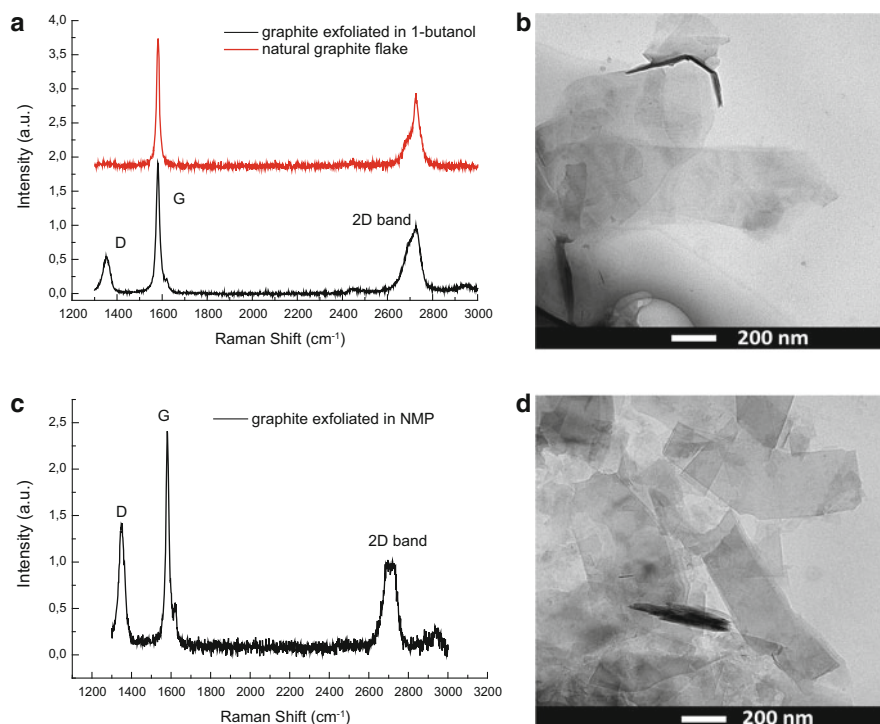 a
graphite exfoliated in 1-butanol
natural graphite flake
4,0
3,5
3,0
2,5
2,0
1,5
1,0
0,5
0,0
Intensity (a.u.)
D
G
2D band
1200 1400 1600 1800 2000 2200 2400 2600 2800 3000
Raman Shift (cm⁻¹)
b
200 nm
c
graphite exfoliated in NMP
2,5
2,0
1,5
1,0
0,5
0,0
Intensity (a.u.)
D
G
2D band
1200 1400 1600 1800 2000 2200 2400 2600 2800 3000 3200
Raman Shift (cm⁻¹)
d
200 nm